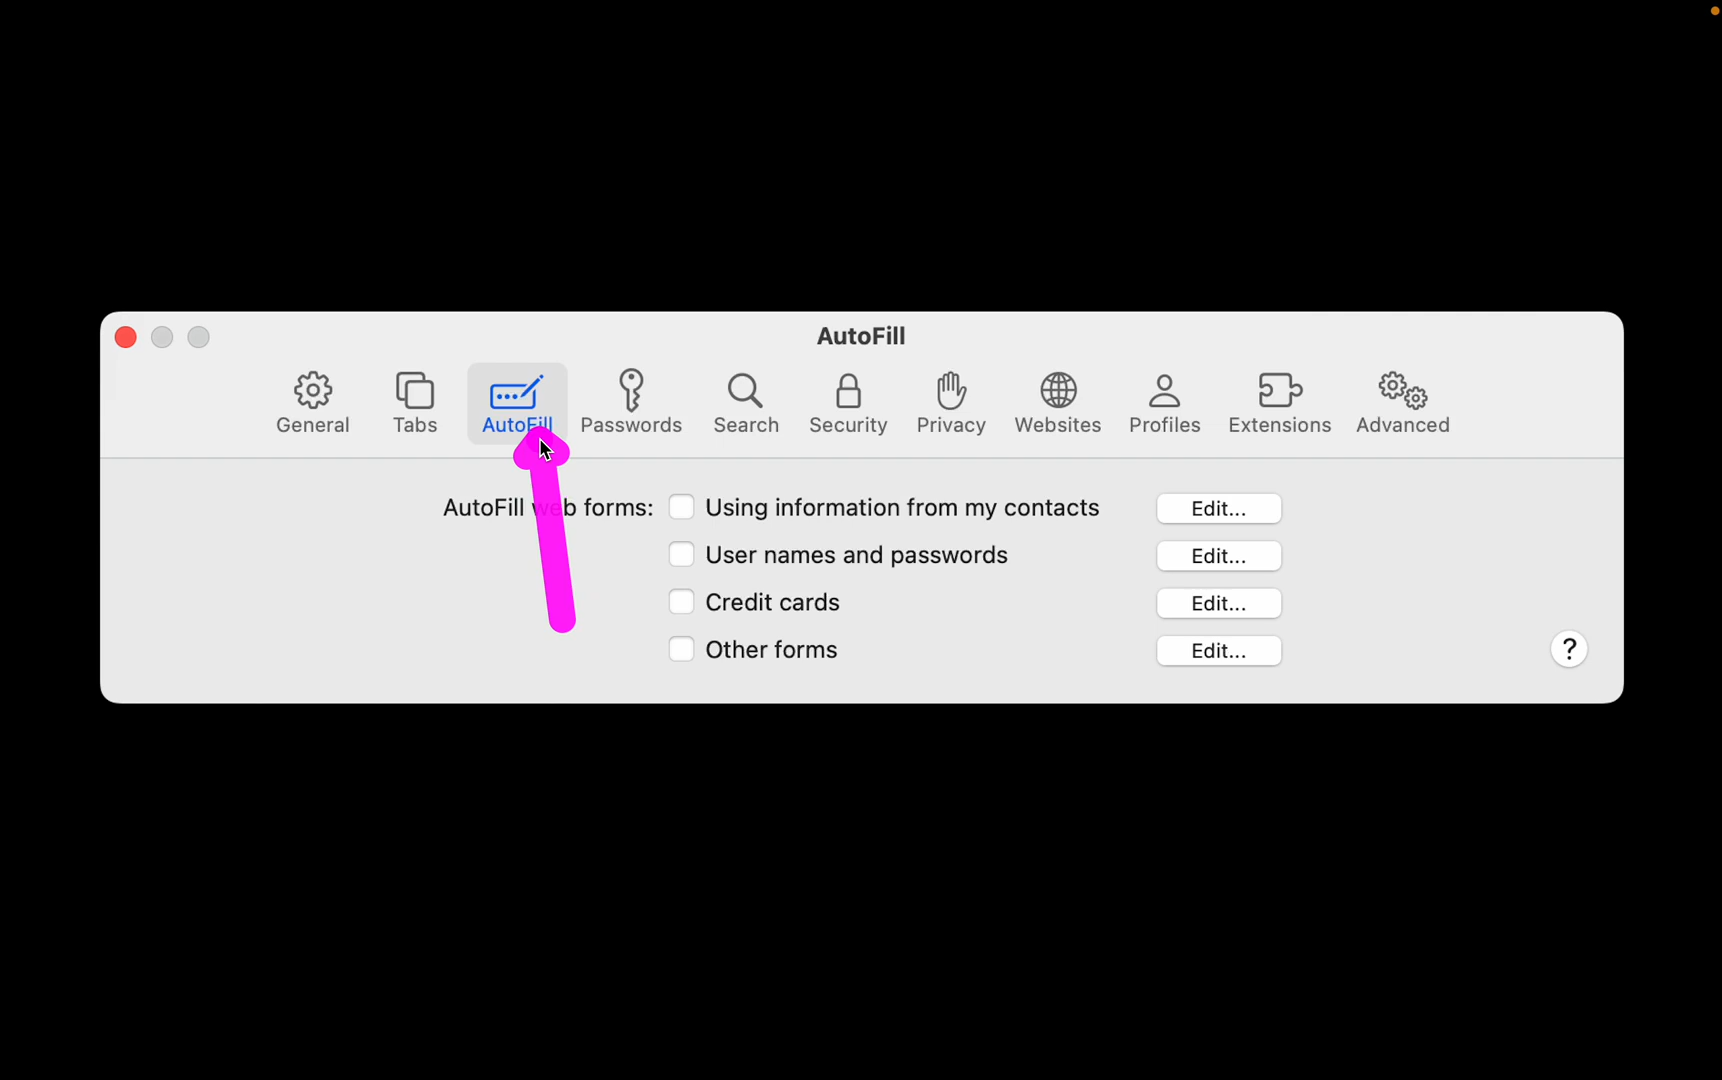 AutoFill
General Tabs AutoFill Passwords Search Security Privacy Websites Profiles Extensions Advanced
AutoFill web forms: Using information from my contacts Edit...
User names and passwords Edit...
Credit cards Edit...
Other forms Edit... ?